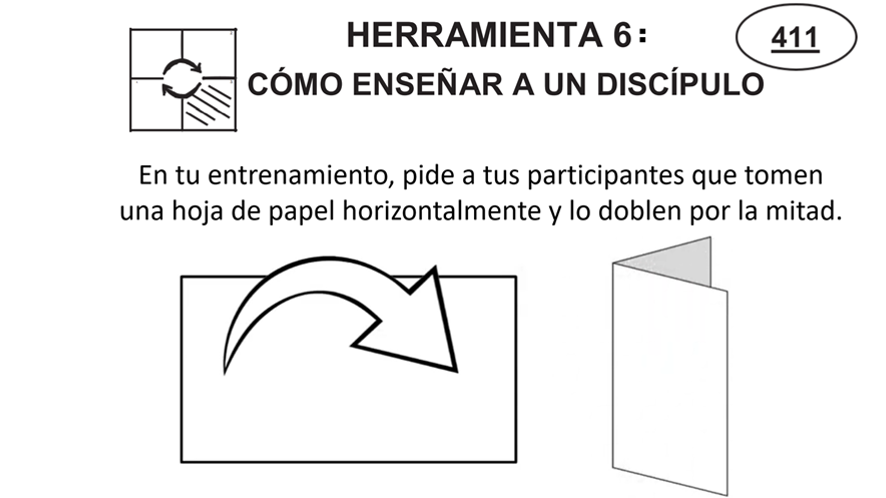 HERRAMIENTA 6:
411
CÓMO ENSEÑAR A UN DISCÍPULO
En tu entrenamiento, pide a tus participantes que tomen
una hoja de papel horizontalmente y lo doblen por la mitad.